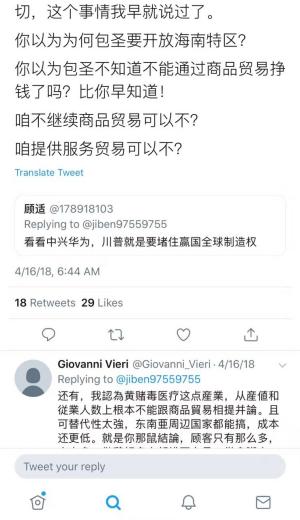 切，这个事情我早就说过了。
你以为为何包圣要开放海南特区？
你以为包圣不知道不能通过商品贸易挣
钱了吗？比你早知道！
咱不继续商品贸易可以不？
咱提供服务贸易可以不？
Translate Tweet
顾适 @178918103
Replying to @jiben97559755
看看中兴华为，川普就是要堵住赢国全球制造权
4/16/18, 6:44 AM
18 Retweets 29 Likes
Giovanni Vieri @Giovanni_Vieri · 4/16/18
Replying to @jiben97559755
还有，我認為黄赌毒医疗这点産業，从産値和
従業人数上根本不能跟商品貿易相提并論。且
可替代性太強，东南亜周边国家都能搞，成本
还更低。就是你那鼠結論，顾客只有那么多，
Tweet your reply